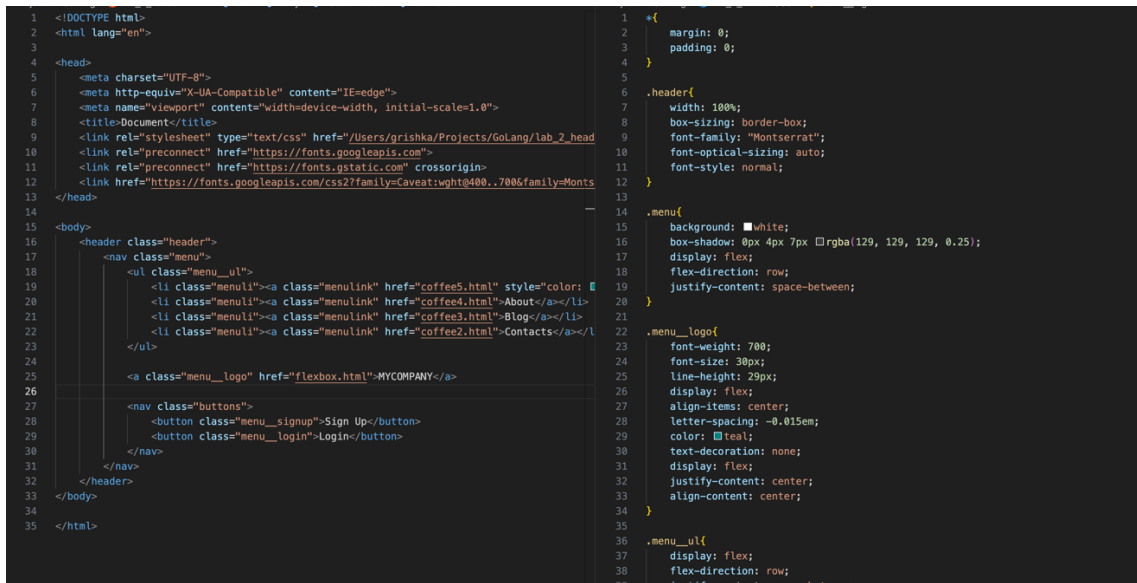 1 <!DOCTYPE html>
2 <html lang="en">
3
4 <head>
5 <meta charset="UTF-8">
6 <meta http-equiv="X-UA-Compatible" content="IE=edge">
7 <meta name="viewport" content="width=device-width, initial-scale=1.0">
8 <title>Document</title>
9 <link rel="stylesheet" type="text/css" href="/Users/grishka/Projects/GoLang/lab_2_head
10 <link rel="preconnect" href="https://fonts.googleapis.com">
11 <link rel="preconnect" href="https://fonts.gstatic.com" crossorigin>
12 <link href="https://fonts.googleapis.com/css2?family=Caveat:wght@400..700&family=Monts
13 </head>
14
15 <body>
16 <header class="header">
17 <nav class="menu">
18 <ul class="menu__ul">
19 <li class="menuli"><a class="menulink" href="coffee5.html" style="color:
20 <li class="menuli"><a class="menulink" href="coffee4.html">About</a></li>
21 <li class="menuli"><a class="menulink" href="coffee3.html">Blog</a></li>
22 <li class="menuli"><a class="menulink" href="coffee2.html">Contacts</a></l
23 </ul>
24
25 <a class="menu__logo" href="flexbox.html">MYCOMPANY</a>
26
27 <nav class="buttons">
28 <button class="menu__signup">Sign Up</button>
29 <button class="menu__login">Login</button>
30 </nav>
31 </nav>
32 </header>
33 </body>
34
35 </html>
1 *{
2 margin: 0;
3 padding: 0;
4 }
5
6 .header{
7 width: 100%;
8 box-sizing: border-box;
9 font-family: "Montserrat";
10 font-optical-sizing: auto;
11 font-style: normal;
12 }
13
14 .menu{
15 background: white;
16 box-shadow: 0px 4px 7px rgba(129, 129, 129, 0.25);
17 display: flex;
18 flex-direction: row;
19 justify-content: space-between;
20 }
21
22 .menu__logo{
23 font-weight: 700;
24 font-size: 30px;
25 line-height: 29px;
26 display: flex;
27 align-items: center;
28 letter-spacing: -0.015em;
29 color: teal;
30 text-decoration: none;
31 display: flex;
32 justify-content: center;
33 align-content: center;
34 }
35
36 .menu__ul{
37 display: flex;
38 flex-direction: row;